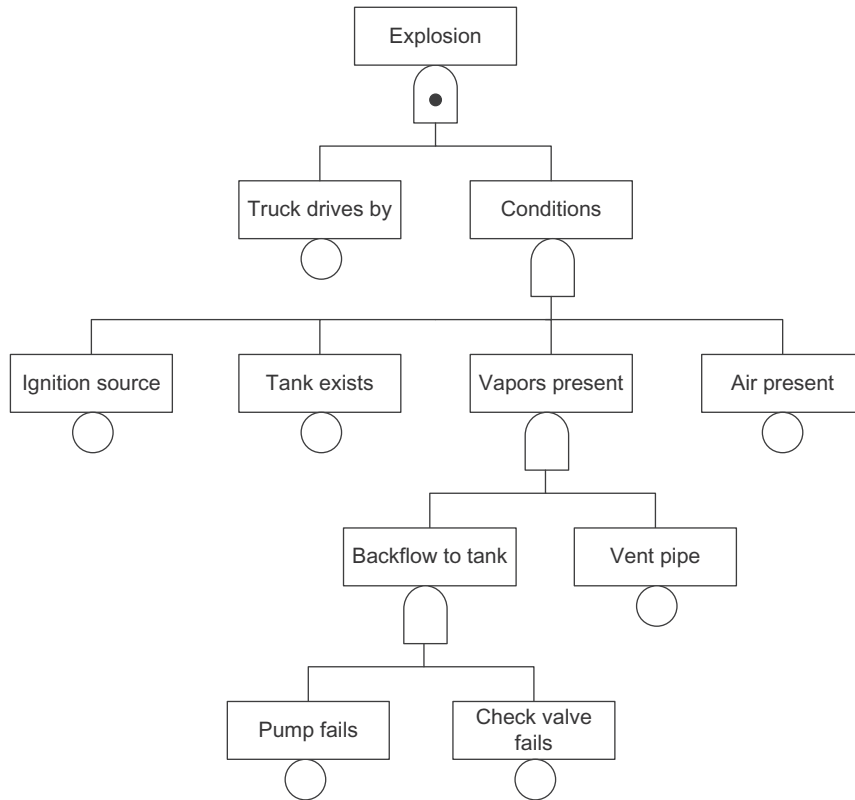 Explosion
Truck drives by
Conditions
Ignition source
Tank exists
Vapors present
Air present
Backflow to tank
Vent pipe
Pump fails
Check valve
fails